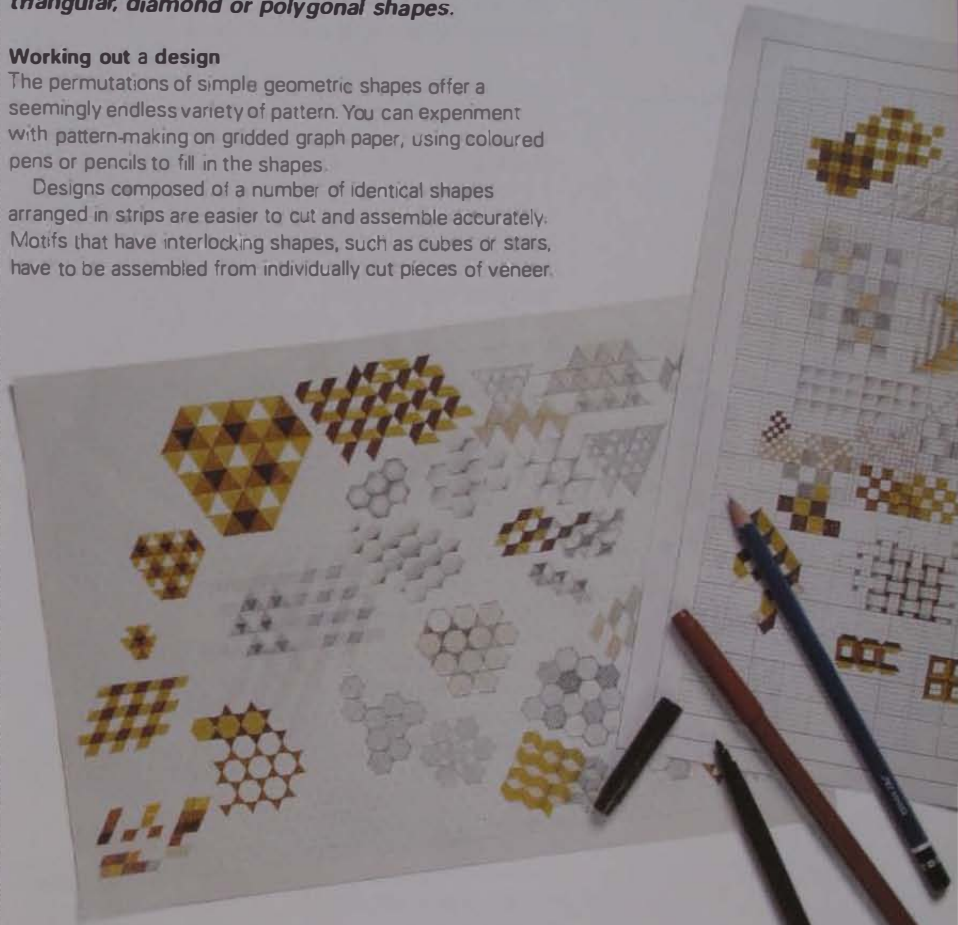 triangular, diamond or polygonal shapes.
Working out a design
The permutations of simple geometric shapes offer a
seemingly endless variety of pattern. You can experiment
with pattern-making on gridded graph paper, using coloured
pens or pencils to fill in the shapes.
Designs composed of a number of identical shapes
arranged in strips are easier to cut and assemble accurately.
Motifs that have interlocking shapes, such as cubes or stars,
have to be assembled from individually cut pieces of veneer.